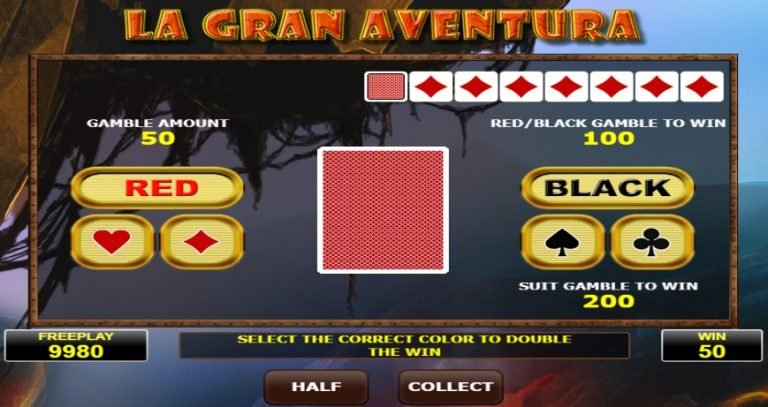 LA GRAN AVENTURA
GAMBLE AMOUNT
50
RED/BLACK GAMBLE TO WIN
100
RED
BLACK
SUIT GAMBLE TO WIN
200
FREEPLAY
9980
SELECT THE CORRECT COLOR TO DOUBLE
THE WIN
WIN
50
HALF
COLLECT